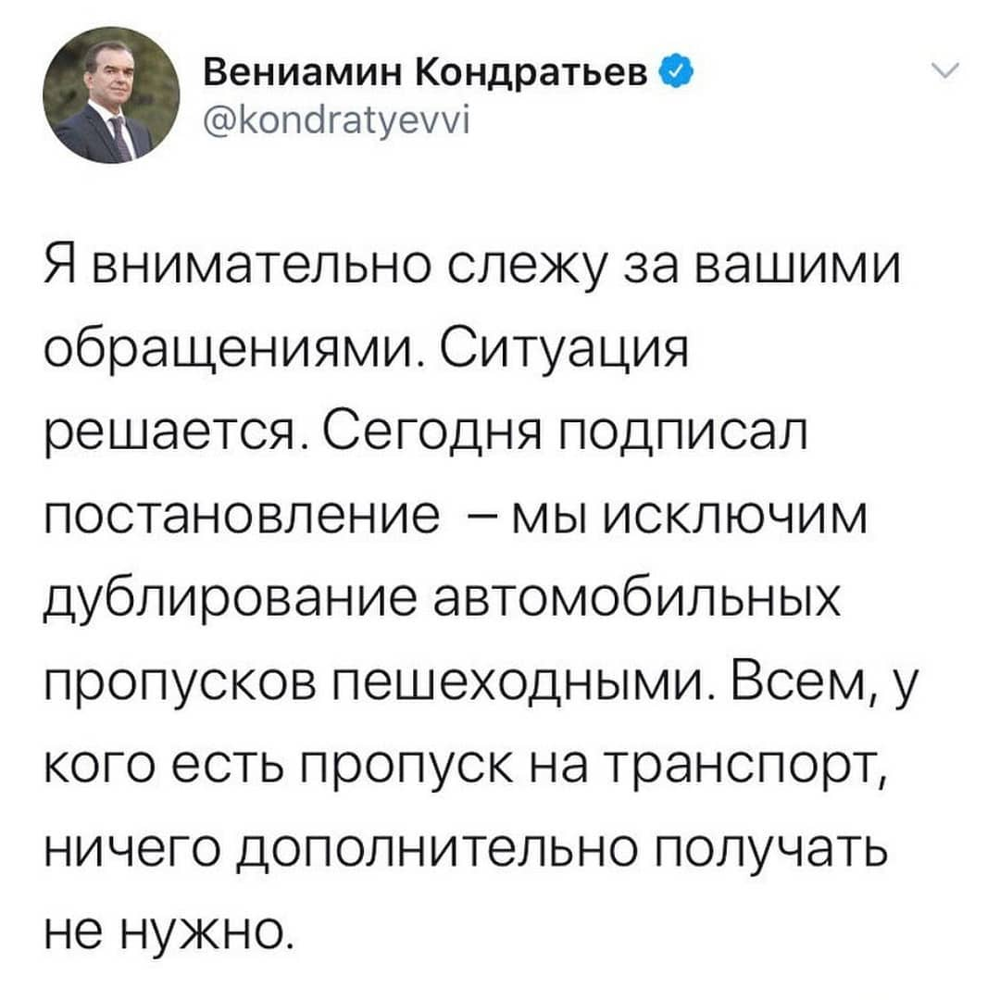 Вениамин Кондратьев
@kondratyevvi
Я внимательно слежу за вашими
обращениями. Ситуация
решается. Сегодня подписал
постановление – мы исключим
дублирование автомобильных
пропусков пешеходными. Всем, у
кого есть пропуск на транспорт,
ничего дополнительно получать
не нужно.